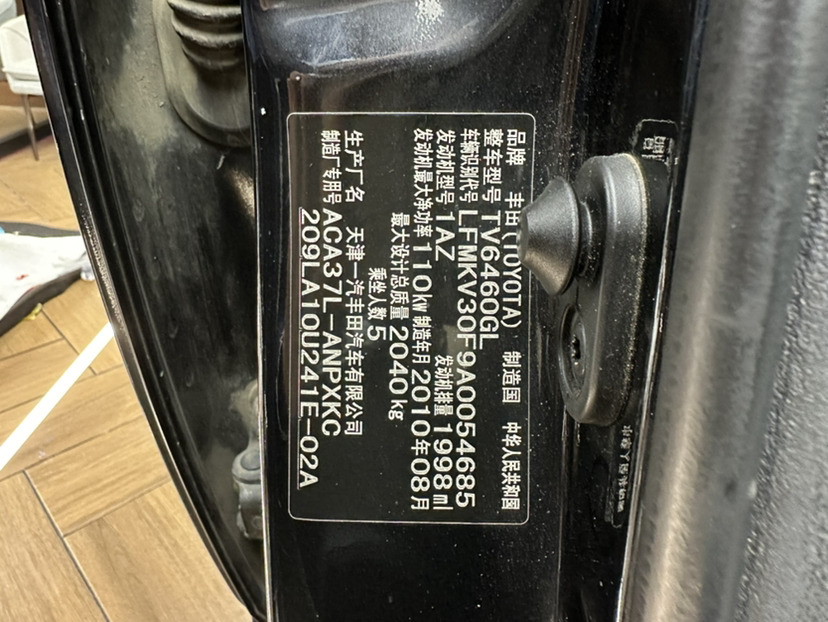 品牌 丰田(TOYOTA) 制造国 中华人民共和国
整车型号 TV6460GL
车辆识别代号 LFMKV30F9A0054685
发动机型号 1AZ 发动机排量 1998ml
发动机最大净功率 110kW 制造年月 2010年08月
最大设计总质量 2040kg
乘坐人数 5
生产厂名 天津一汽丰田汽车有限公司
制造厂专用号 ACA37L-ANPXKC
209LA10U241E-02A